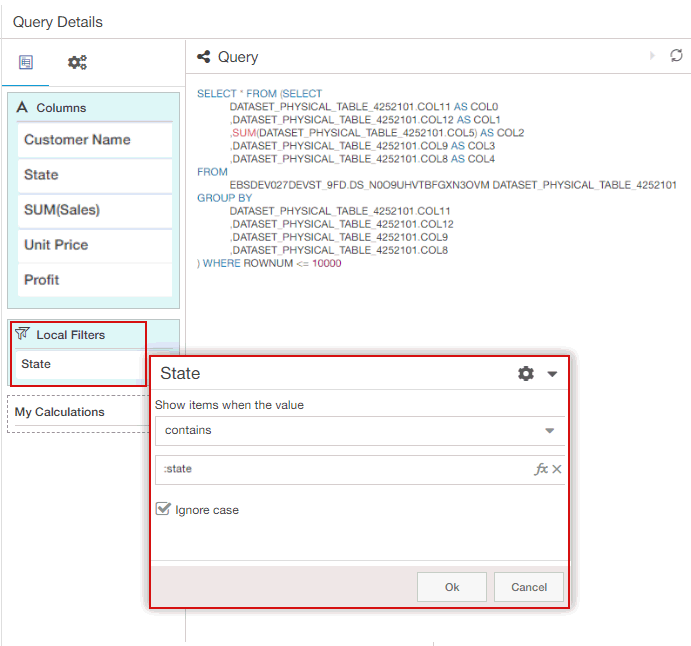 Query Details
Query
SELECT * FROM (SELECT
DATASET_PHYSICAL_TABLE_4252101.COL11 AS COL0
,DATASET_PHYSICAL_TABLE_4252101.COL12 AS COL1
,SUM(DATASET_PHYSICAL_TABLE_4252101.COL5) AS COL2
,DATASET_PHYSICAL_TABLE_4252101.COL9 AS COL3
,DATASET_PHYSICAL_TABLE_4252101.COL8 AS COL4
FROM
EBSDEV027DEVST_9FD.DS_N0O9UHVTBFGXN3OVM DATASET_PHYSICAL_TABLE_4252101
GROUP BY
DATASET_PHYSICAL_TABLE_4252101.COL11
,DATASET_PHYSICAL_TABLE_4252101.COL12
,DATASET_PHYSICAL_TABLE_4252101.COL9
,DATASET_PHYSICAL_TABLE_4252101.COL8
) WHERE ROWNUM <= 10000
Columns
Customer Name
State
SUM(Sales)
Unit Price
Profit
Local Filters
State
My Calculations
State
Show items when the value
contains
:state
fx
Ignore case
Ok
Cancel